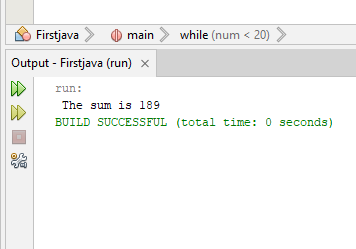 Firstjava main while (num < 20)
Output - Firstjava (run) ×
run:
The sum is 189
BUILD SUCCESSFUL (total time: 0 seconds)